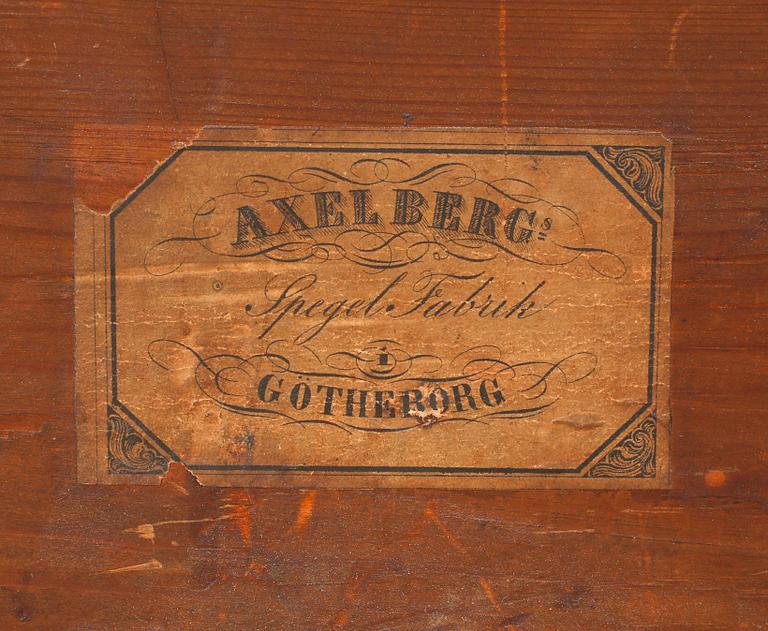 AXELBERGs
Spegel Fabrik
i
GÖTHEBORG